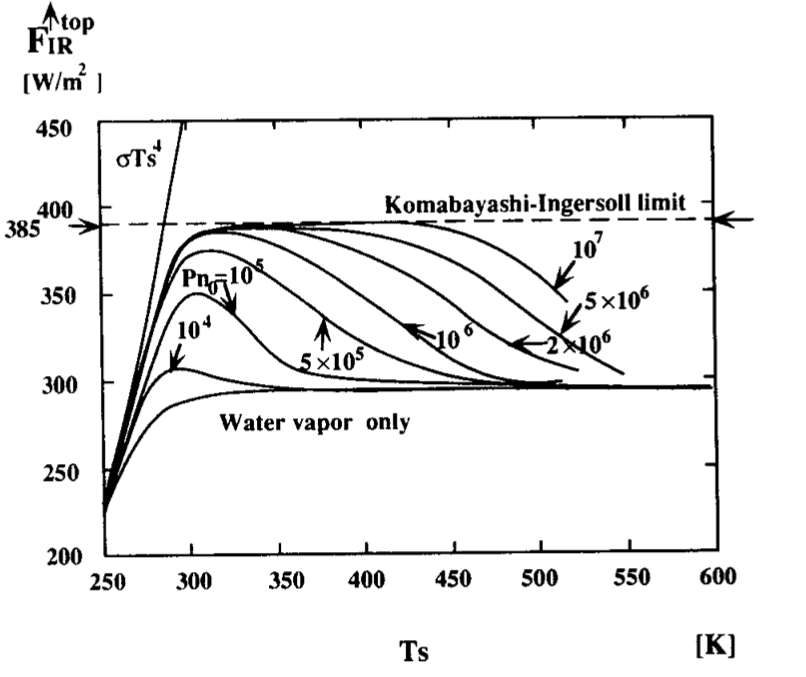 F↑top IR
[W/m²]
450
σTs⁴
400
Komabayashi-Ingersoll limit
385
10⁷
350
Pn₀=10⁵
5×10⁶
10⁴
10⁶
2×10⁶
5×10⁵
300
Water vapor only
250
200
250 300 350 400 450 500 550 600
Ts [K]